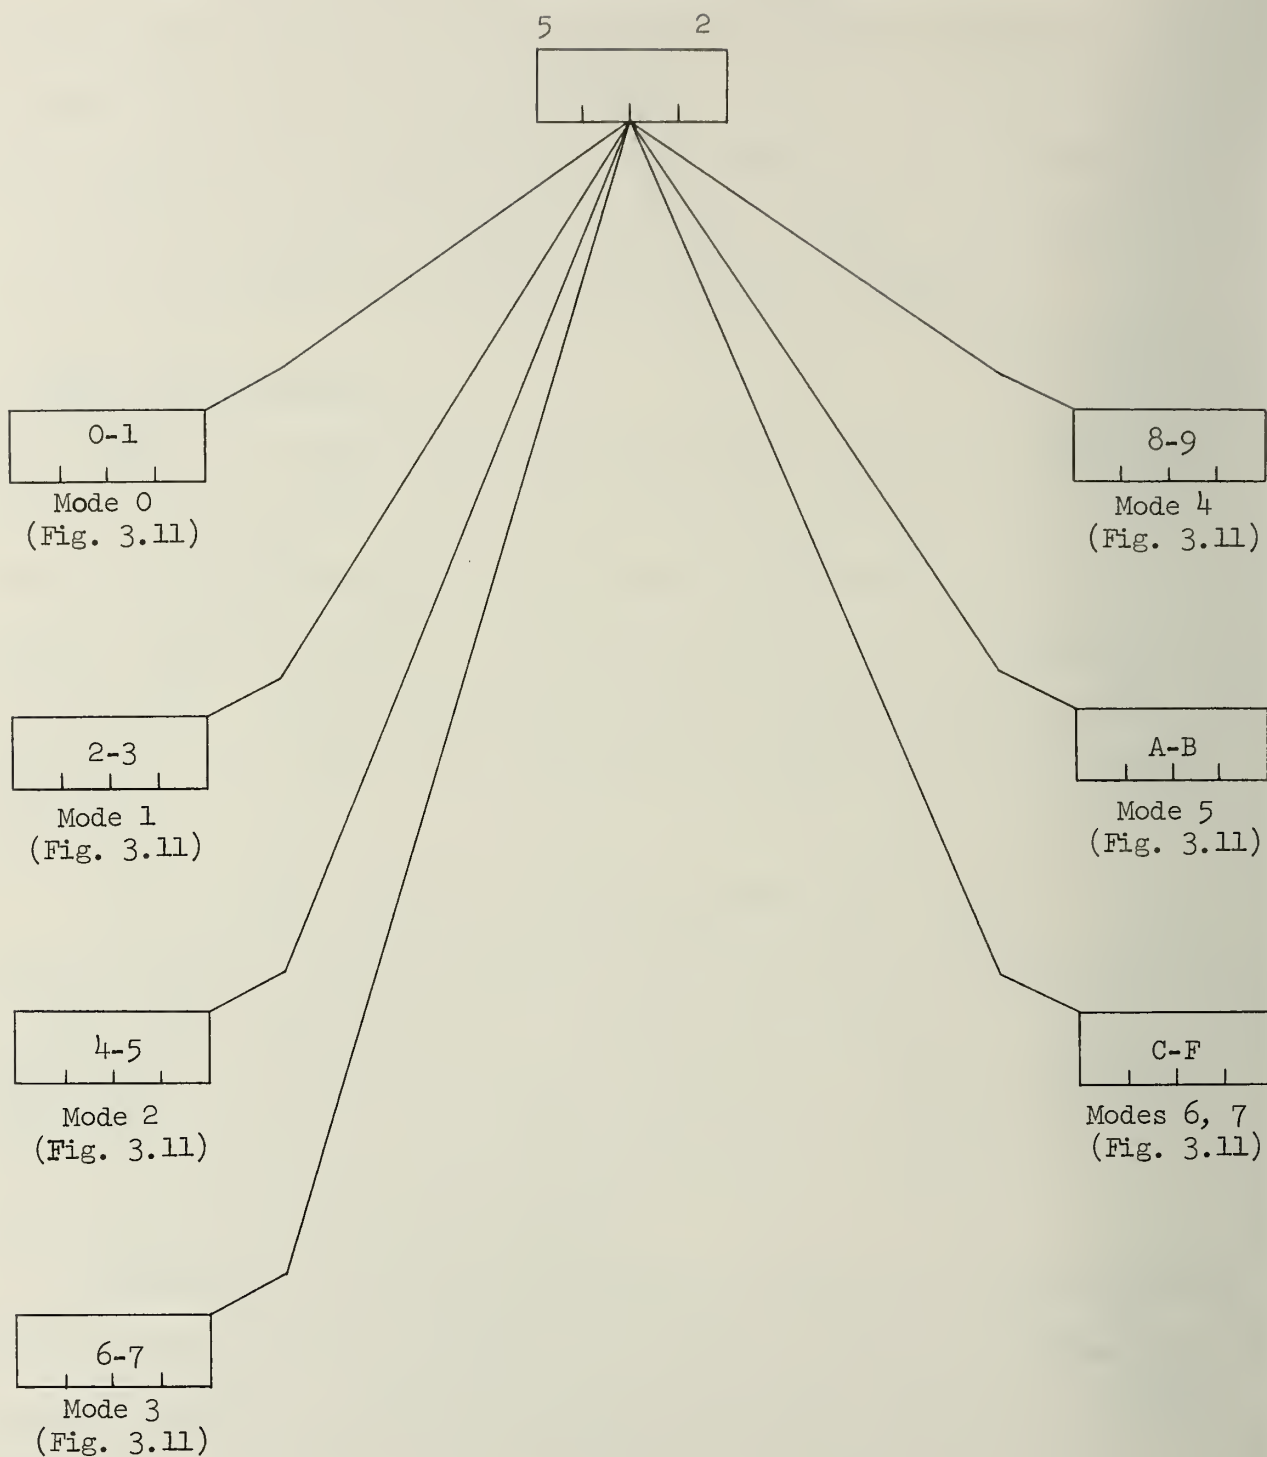 5 2
0-1
Mode 0
(Fig. 3.11)
2-3
Mode 1
(Fig. 3.11)
4-5
Mode 2
(Fig. 3.11)
6-7
Mode 3
(Fig. 3.11)
8-9
Mode 4
(Fig. 3.11)
A-B
Mode 5
(Fig. 3.11)
C-F
Modes 6, 7
(Fig. 3.11)